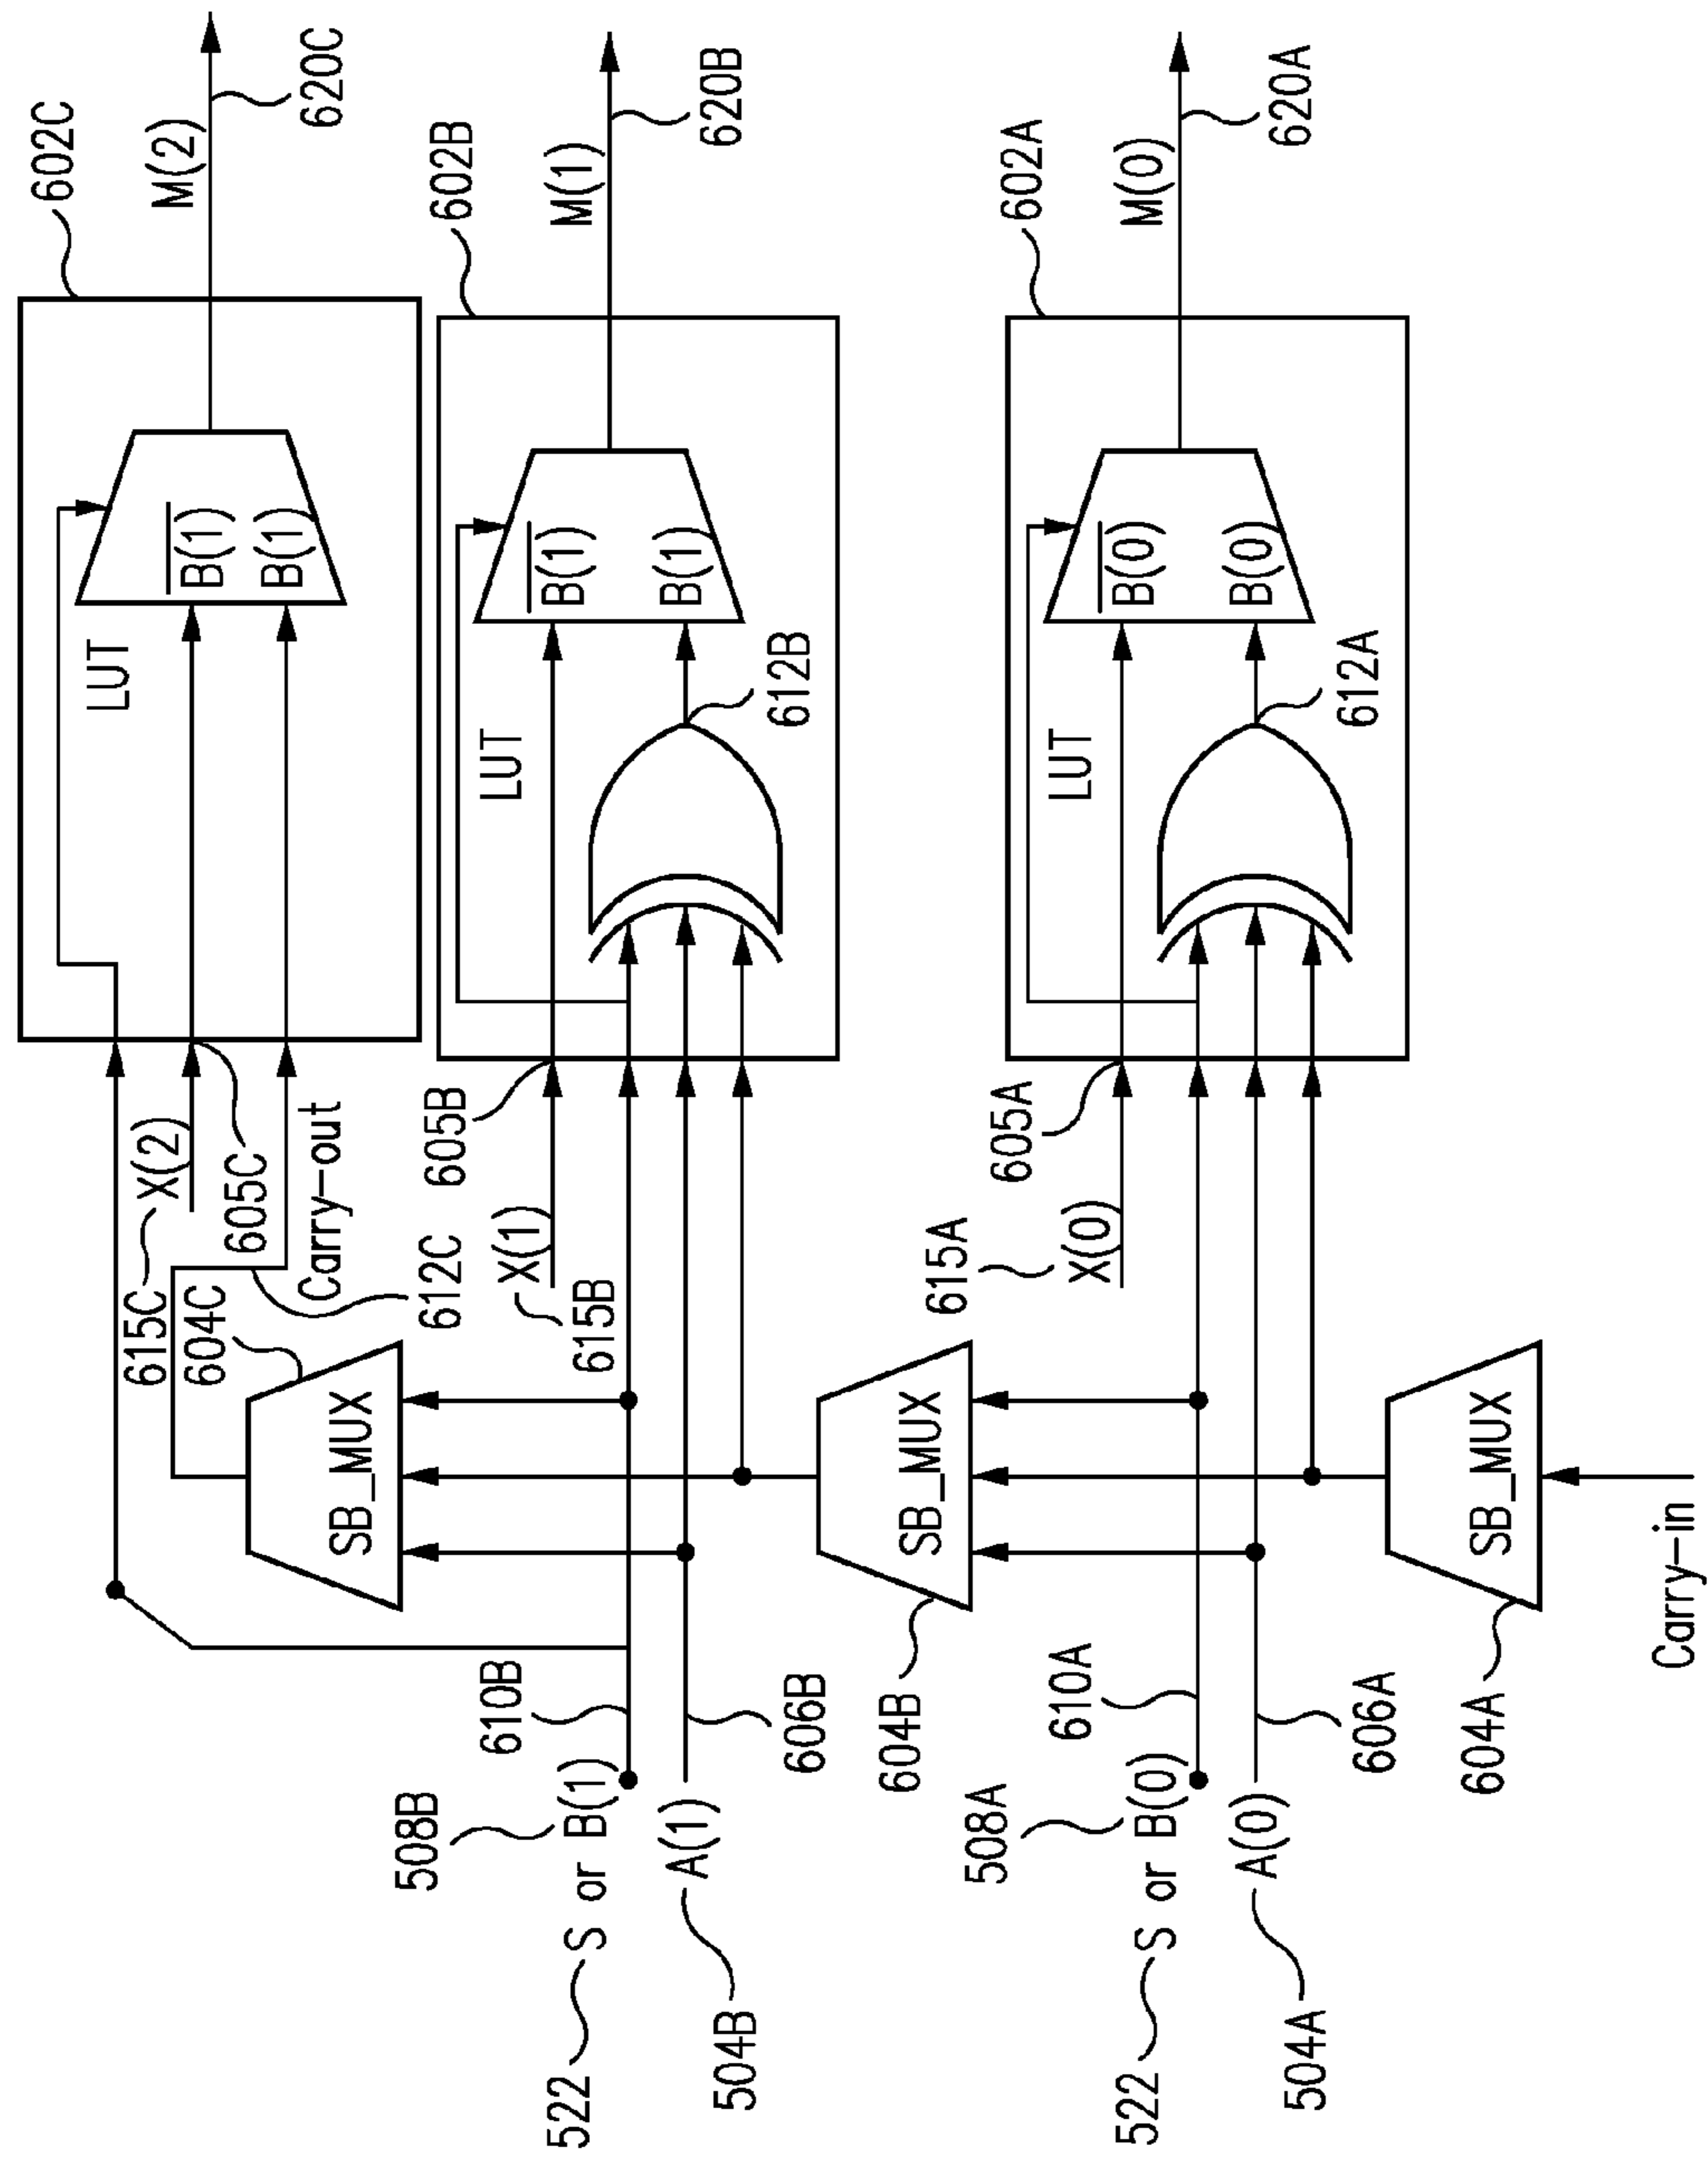 602C
M(2)
620C
LUT
B(1)
B(1)
615C
X(2)
605C
Carry-out
612C
604C
SB_MUX
602B
M(1)
620B
LUT
B(1)
B(1)
612B
605B
X(1)
615B
610B
508B
522 S or B(1)
A(1)
606B
504B
604B
SB_MUX
602A
M(0)
620A
LUT
B(0)
B(0)
612A
605A
615A
X(0)
610A
508A
522 S or B(0)
A(0)
606A
504A
604A
SB_MUX
Carry-in